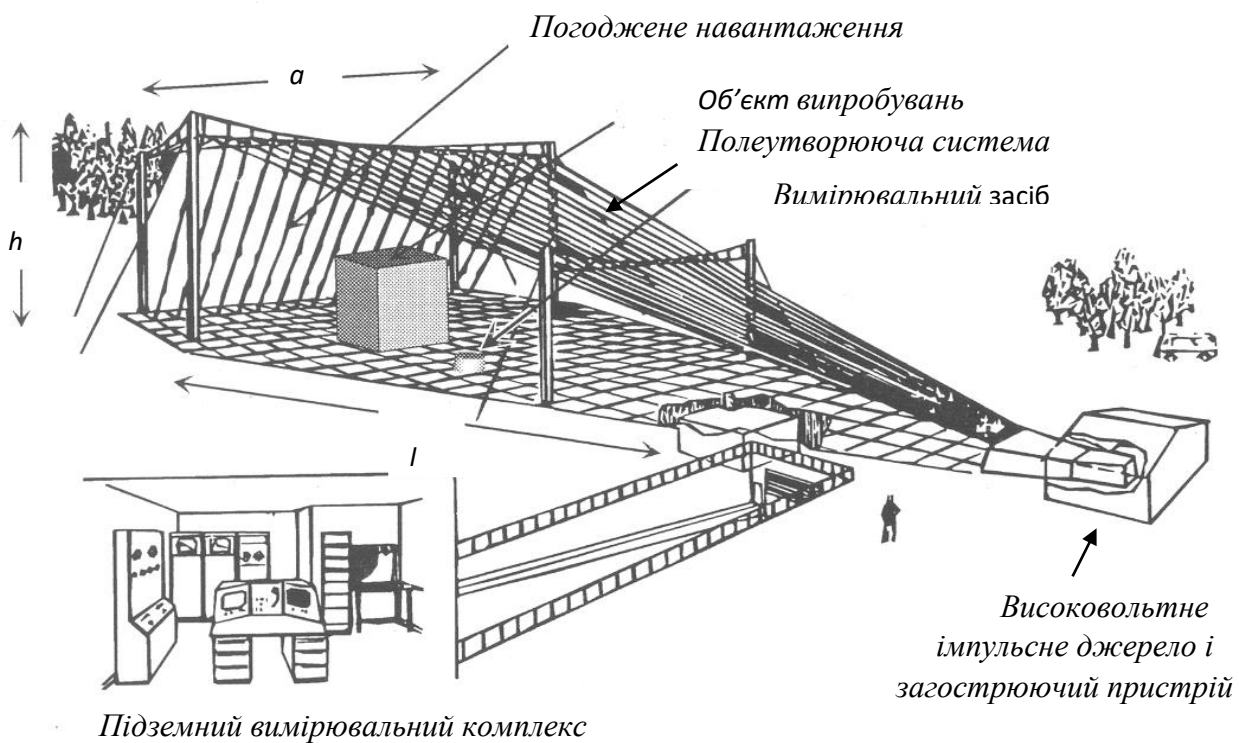 Погоджене навантаження
a
Об’єкт випробувань
Полеутворююча система
Вимірювальний засіб
h
l
Високовольтне
імпульсне джерело і
загострюючий пристрій
Підземний вимірювальний комплекс